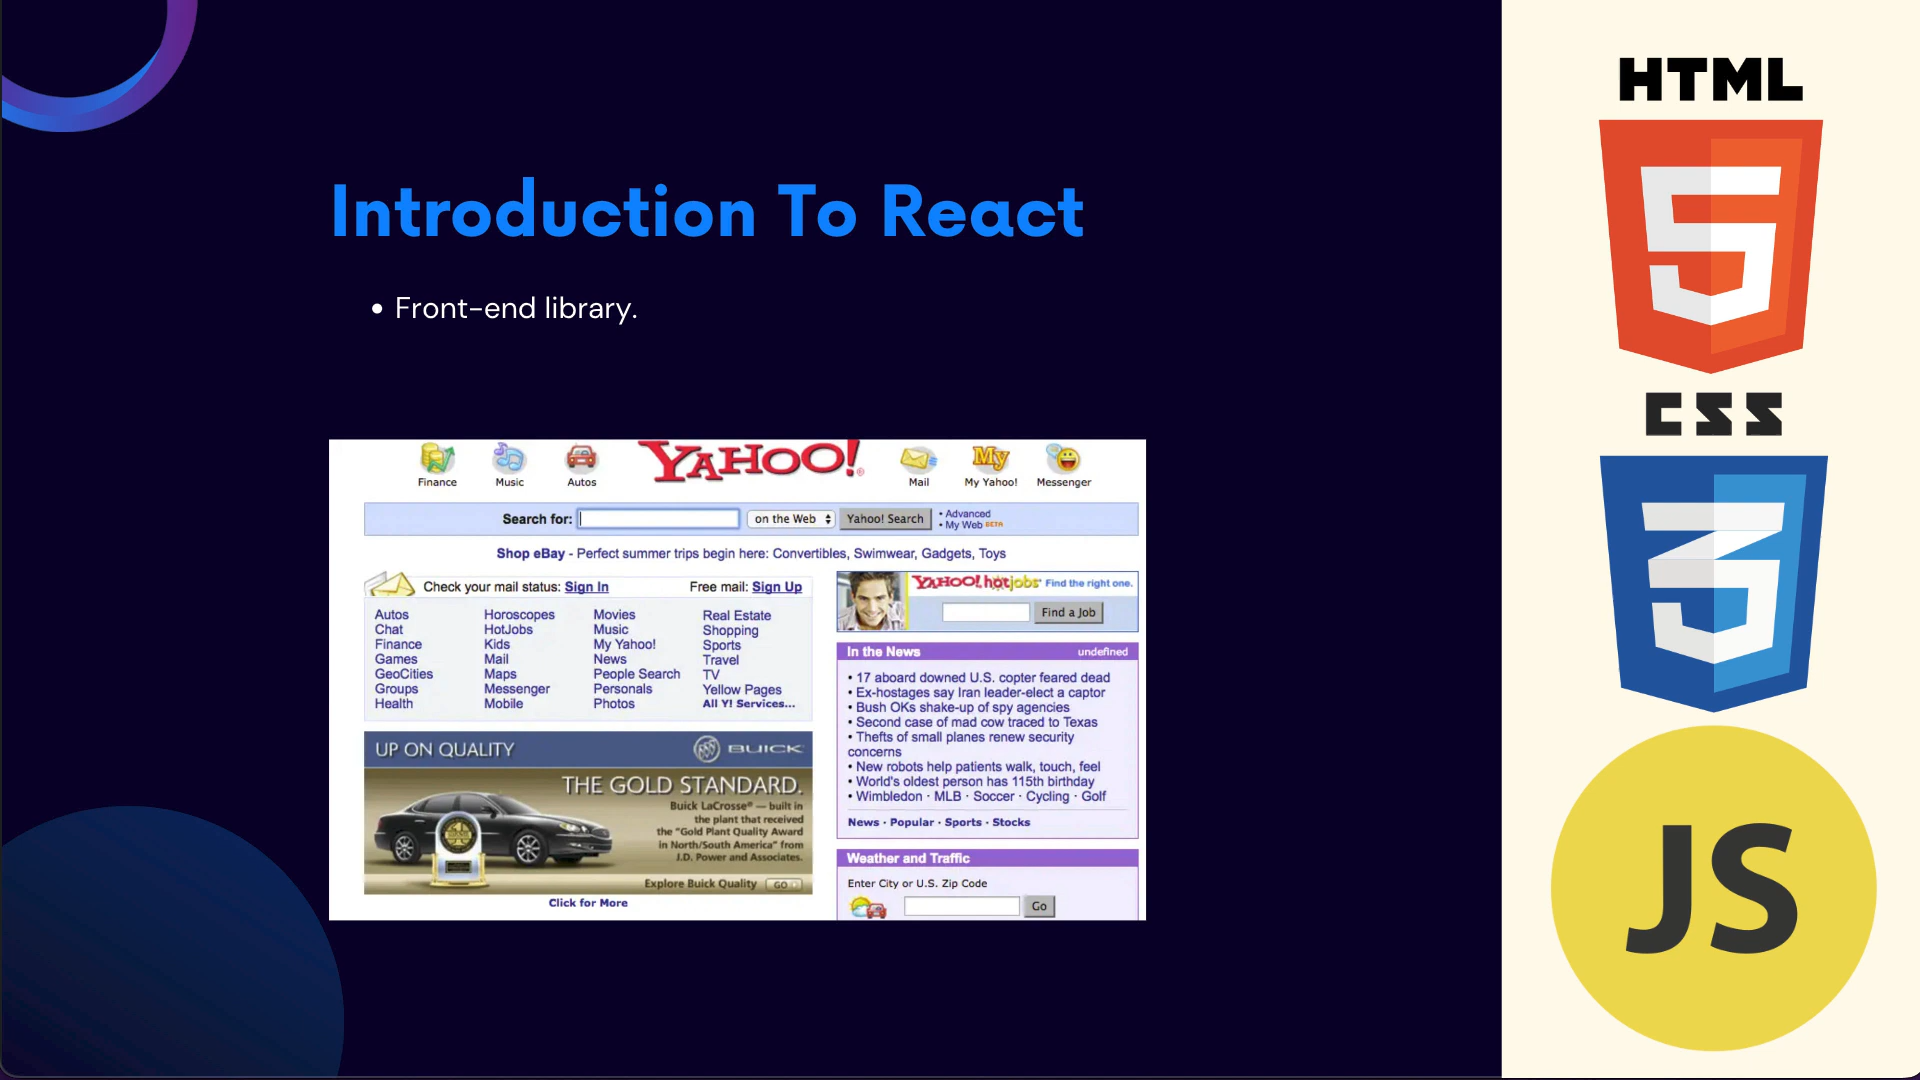 Introduction To React
• Front-end library.
YAHOO!
Finance
Music
Autos
Mail
My
My Yahoo!
Messenger
Search for:
on the Web
Yahoo! Search
• Advanced
• My Web BETA
Shop eBay - Perfect summer trips begin here: Convertibles, Swimwear, Gadgets, Toys
Check your mail status: Sign In
Free mail: Sign Up
Autos
Chat
Finance
Games
GeoCities
Groups
Health
Horoscopes
HotJobs
Kids
Mail
Maps
Messenger
Mobile
Movies
Music
My Yahoo!
News
People Search
Personals
Photos
Real Estate
Shopping
Sports
Travel
TV
Yellow Pages
All Y! Services...
UP ON QUALITY
BUICK
THE GOLD STANDARD.
Buick LaCrosse® — built in
the plant that received
the "Gold Plant Quality Award
in North/South America" from
J.D. Power and Associates.
Explore Buick Quality
GO
Click for More
YAHOO! hotjobs
Find the right one.
Find a Job
In the News
undefined
• 17 aboard downed U.S. copter feared dead
• Ex-hostages say Iran leader-elect a captor
• Bush OKs shake-up of spy agencies
• Second case of mad cow traced to Texas
• Thefts of small planes renew security
concerns
• New robots help patients walk, touch, feel
• World's oldest person has 115th birthday
• Wimbledon · MLB · Soccer · Cycling · Golf
News · Popular · Sports · Stocks
Weather and Traffic
Enter City or U.S. Zip Code
Go
HTML
5
CSS
3
JS